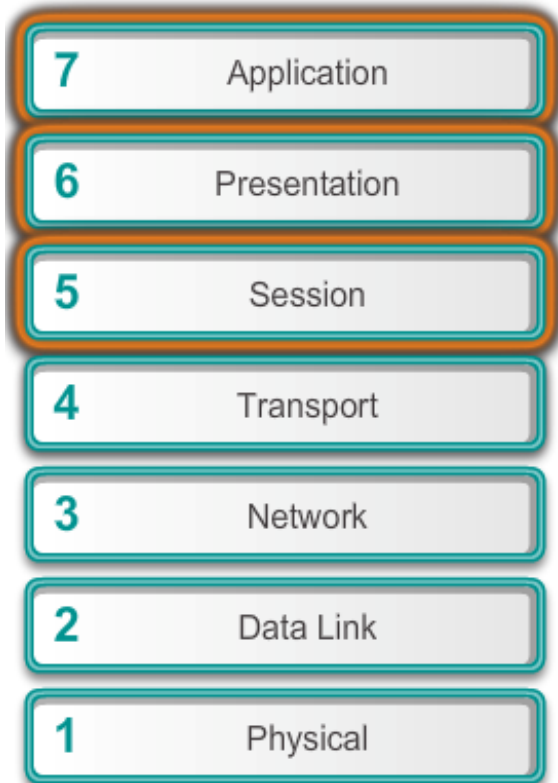 7 Application
6 Presentation
5 Session
4 Transport
3 Network
2 Data Link
1 Physical